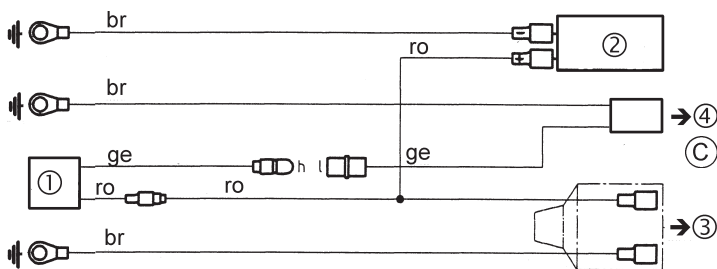 br
②
−
ro
+
br
④
ge
h
l
ge
Ⓒ
①
ro
ro
③
br